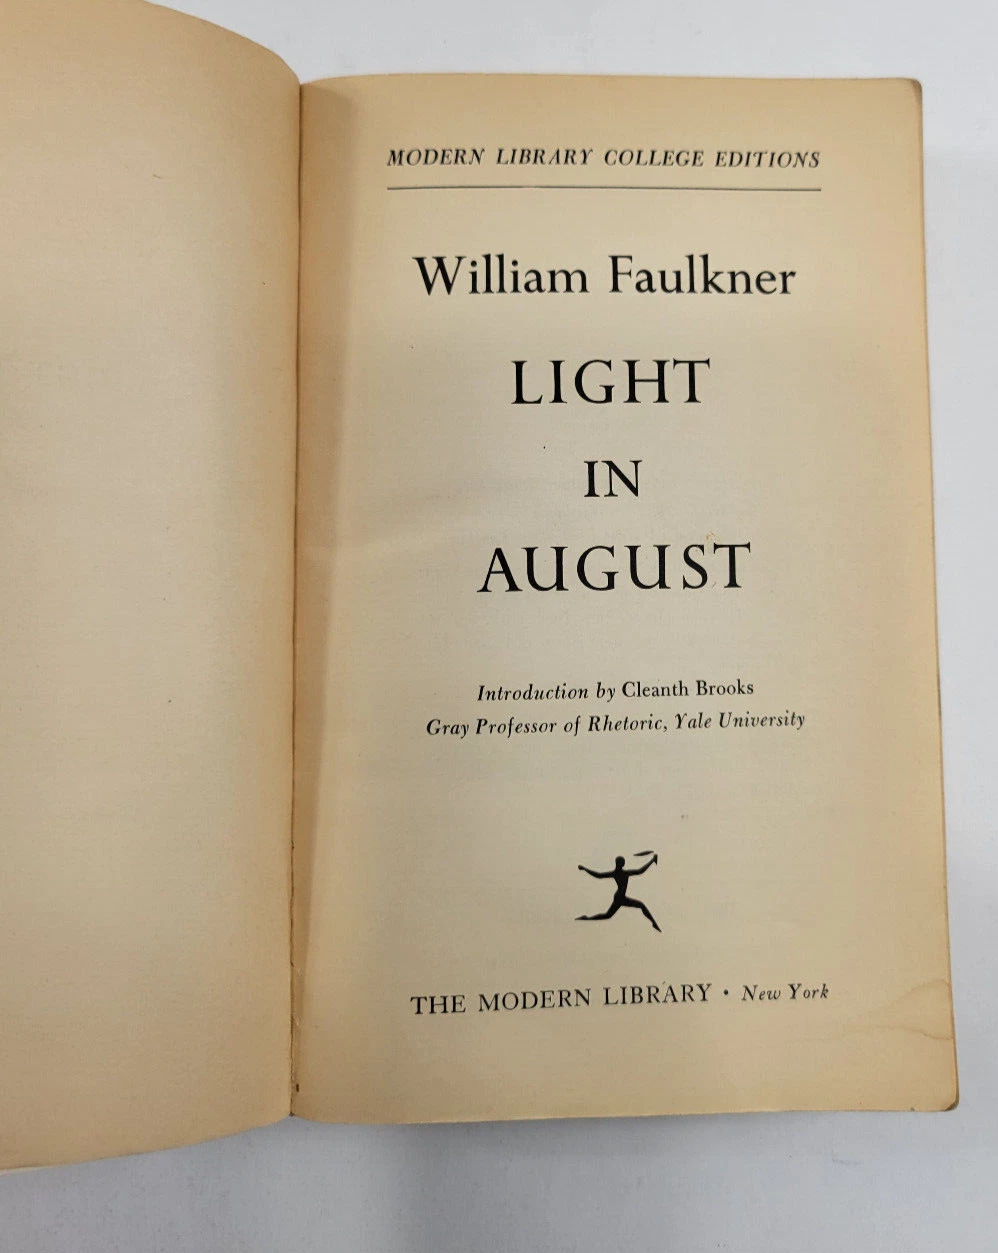 MODERN LIBRARY COLLEGE EDITIONS
William Faulkner
LIGHT
IN
AUGUST
Introduction by Cleanth Brooks
Gray Professor of Rhetoric, Yale University
THE MODERN LIBRARY · New York